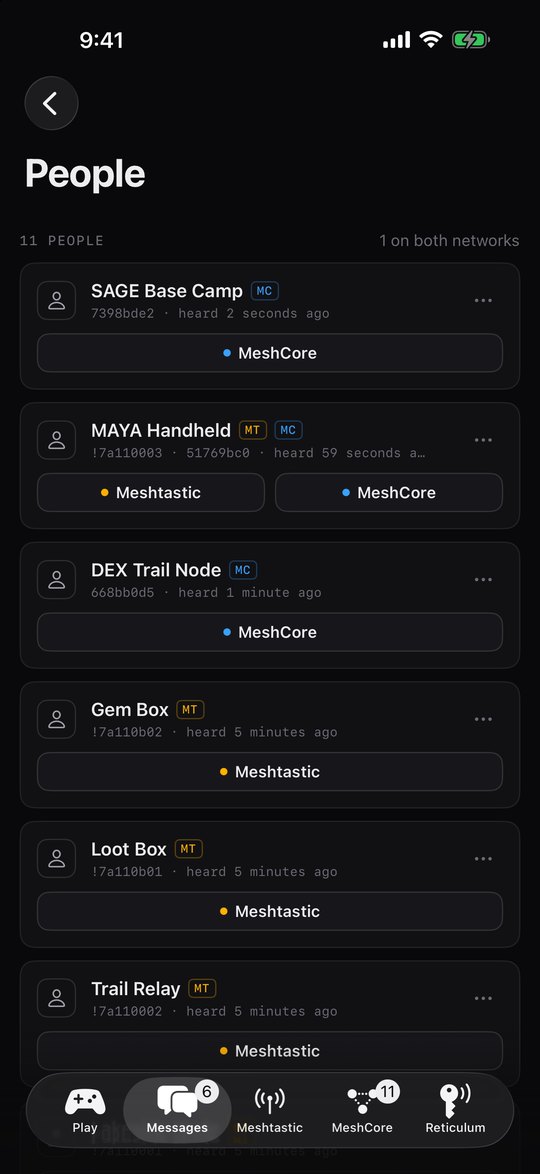 9:41
People
11 PEOPLE
1 on both networks
SAGE Base Camp MC
7398bde2 · heard 2 seconds ago
MeshCore
MAYA Handheld MT MC
!7a110003 · 51769bc0 · heard 59 seconds a…
Meshtastic
MeshCore
DEX Trail Node MC
668bb0d5 · heard 1 minute ago
MeshCore
Gem Box MT
!7a110b02 · heard 5 minutes ago
Meshtastic
Loot Box MT
!7a110b01 · heard 5 minutes ago
Meshtastic
Trail Relay MT
!7a110002 · heard 5 minutes ago
Meshtastic
Play
6
Messages
Meshtastic
11
MeshCore
Reticulum